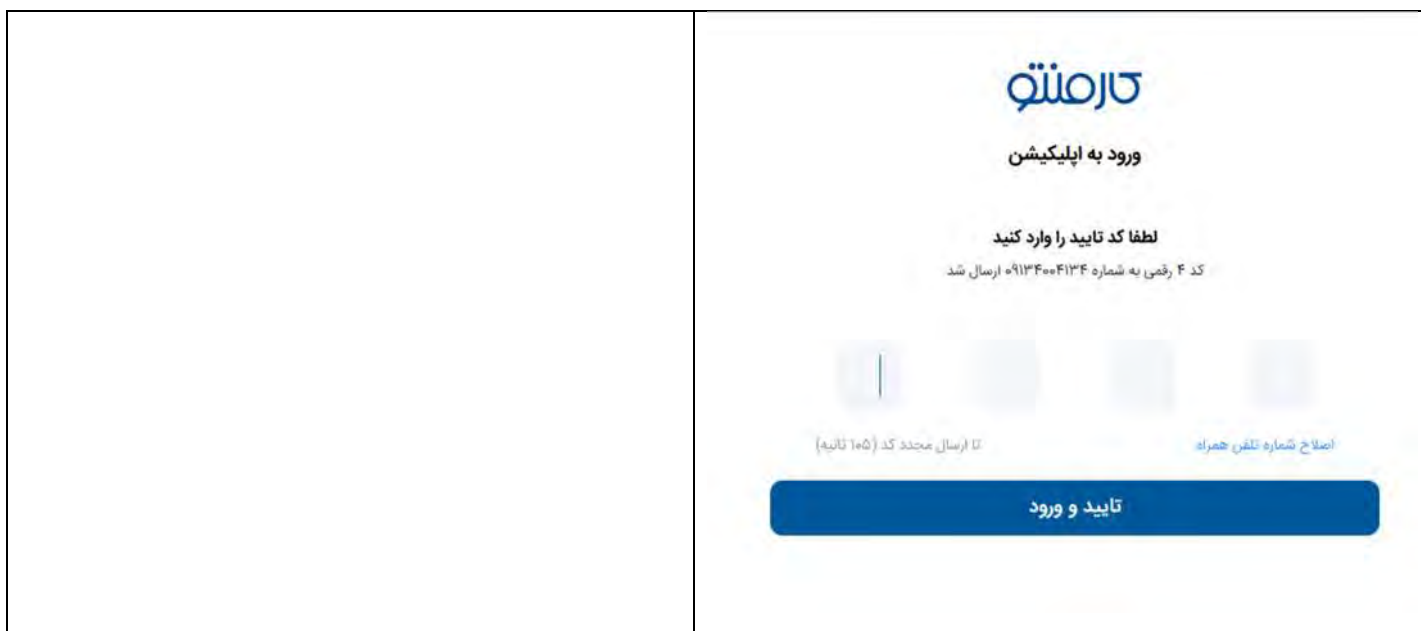 کارمنتو
ورود به اپلیکیشن
لطفا کد تایید را وارد کنید
کد ۴ رقمی به شماره ۰۹۱۳۴۰۰۴۱۳۴ ارسال شد
اصلاح شماره تلفن همراه
تا ارسال مجدد کد (۱۰۵ ثانیه)
تایید و ورود